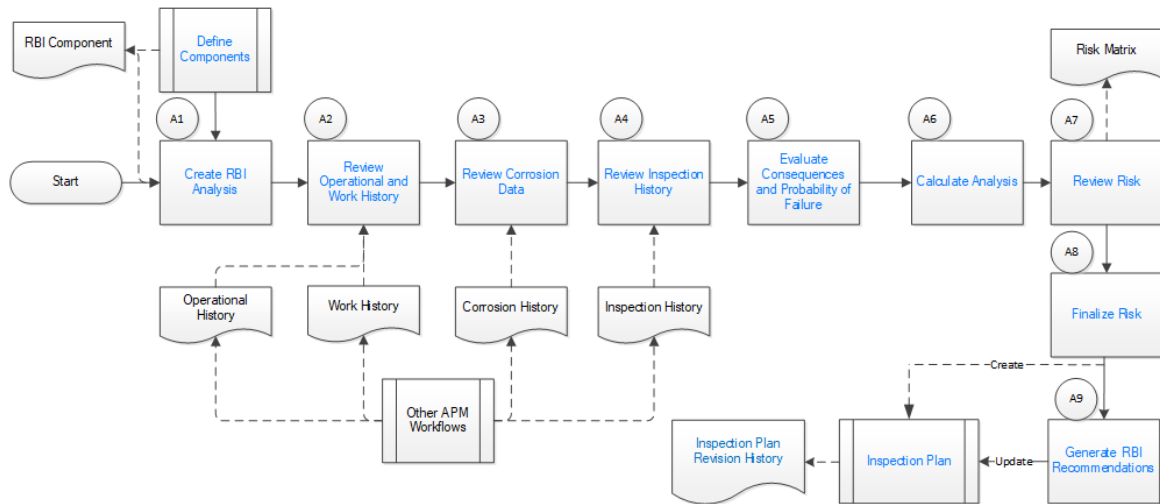 RBI Component
Define
Components
Risk Matrix
A1
A2
A3
A4
A5
A6
A7
Start
Create RBI
Analysis
Review
Operational and
Work History
Review Corrosion
Data
Review Inspection
History
Evaluate
Consequences
and Probability of
Failure
Calculate Analysis
Review Risk
A8
Operational
History
Work History
Corrosion History
Inspection History
Finalize Risk
Create
Other APM
Workflows
A9
Inspection Plan
Revision History
Inspection Plan
Update
Generate RBI
Recommendations